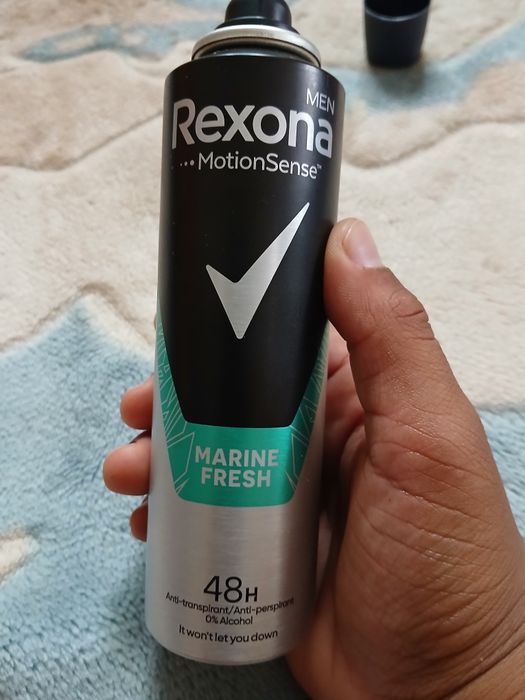 MEN
Rexona
MotionSense™
MARINE
FRESH
48H
Anti-transpirant/Anti-perspirant
0% Alcohol
It won't let you down